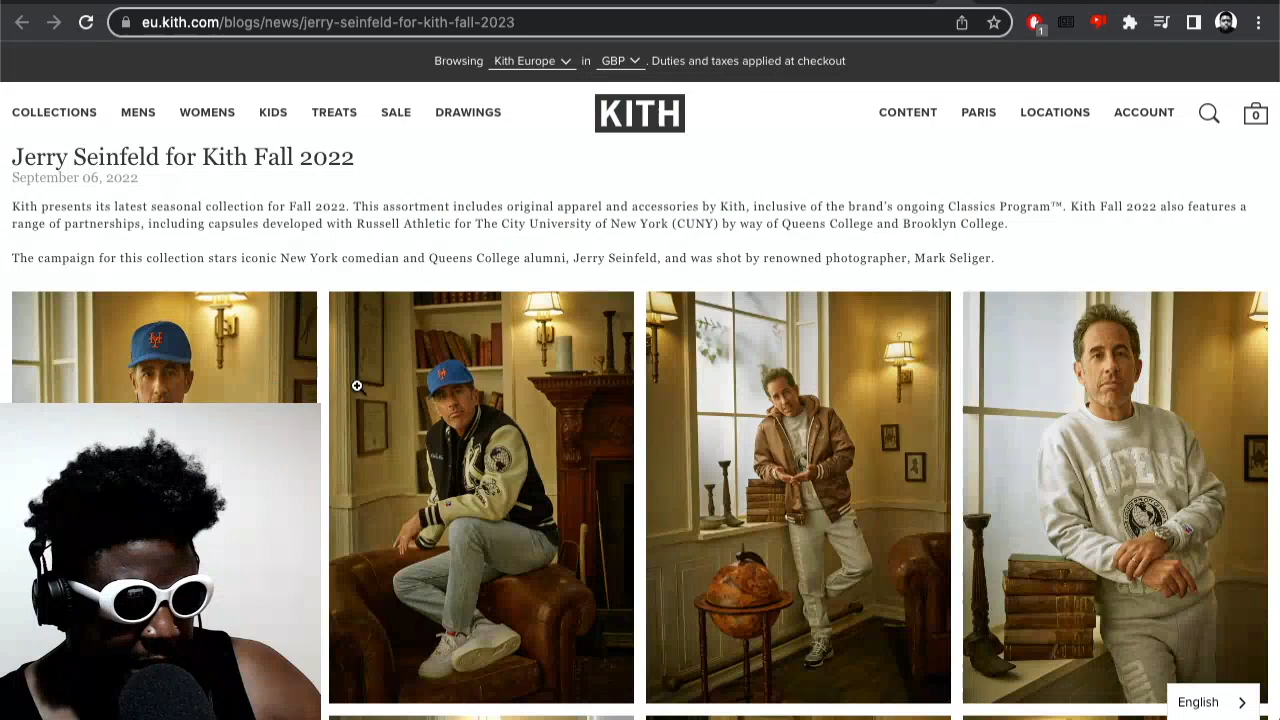 eu.kith.com/blogs/news/jerry-seinfeld-for-kith-fall-2023
1
Browsing Kith Europe in GBP . Duties and taxes applied at checkout
COLLECTIONS MENS WOMENS KIDS TREATS SALE DRAWINGS KITH CONTENT PARIS LOCATIONS ACCOUNT 0
Jerry Seinfeld for Kith Fall 2022
September 06, 2022
Kith presents its latest seasonal collection for Fall 2022. This assortment includes original apparel and accessories by Kith, inclusive of the brand's ongoing Classics Program™. Kith Fall 2022 also features a
range of partnerships, including capsules developed with Russell Athletic for The City University of New York (CUNY) by way of Queens College and Brooklyn College.
The campaign for this collection stars iconic New York comedian and Queens College alumni, Jerry Seinfeld, and was shot by renowned photographer, Mark Seliger.
QUEENS
English